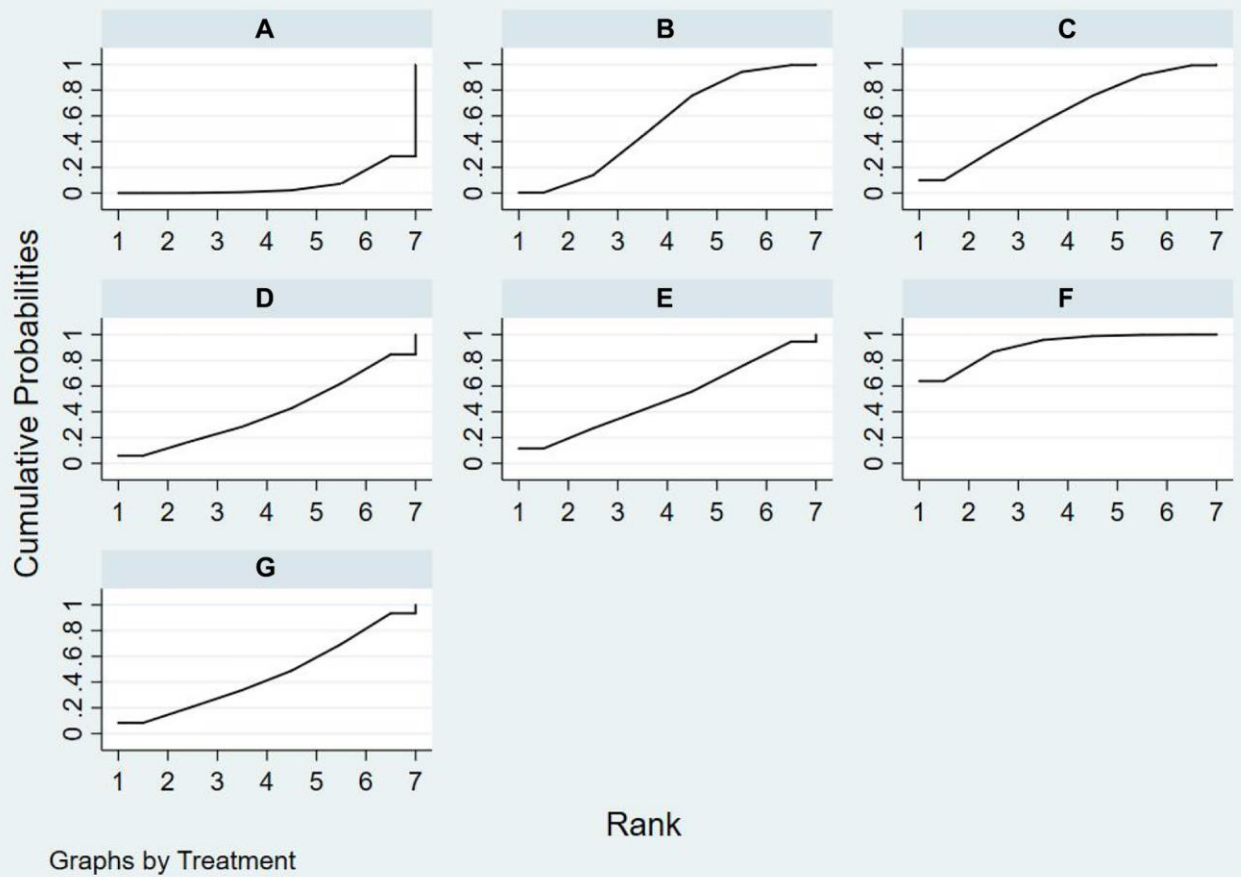 A
B
C
0 .2 .4 .6 .8 1
0 .2 .4 .6 .8 1
0 .2 .4 .6 .8 1
1 2 3 4 5 6 7
1 2 3 4 5 6 7
1 2 3 4 5 6 7
Cumulative Probabilities
D
E
F
0 .2 .4 .6 .8 1
0 .2 .4 .6 .8 1
0 .2 .4 .6 .8 1
1 2 3 4 5 6 7
1 2 3 4 5 6 7
1 2 3 4 5 6 7
G
0 .2 .4 .6 .8 1
1 2 3 4 5 6 7
Rank
Graphs by Treatment